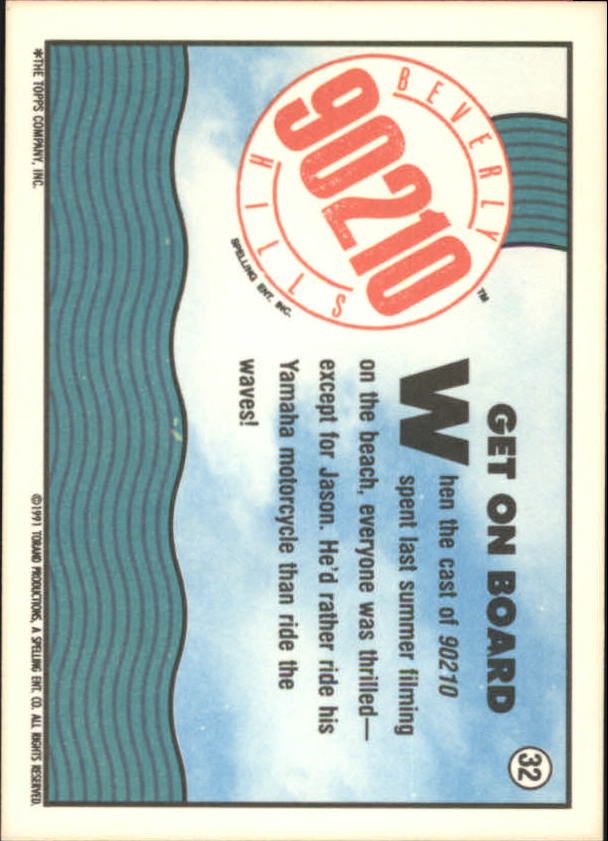 32
BEVERLY
90210
HILLS
™
SPELLING ENT. INC.
GET ON BOARD
When the cast of 90210
spent last summer filming
on the beach, everyone was thrilled—
except for Jason. He'd rather ride his
Yamaha motorcycle than ride the
waves!
*THE TOPPS COMPANY, INC.
©1991 TORAND PRODUCTIONS, A SPELLING ENT. CO. ALL RIGHTS RESERVED.